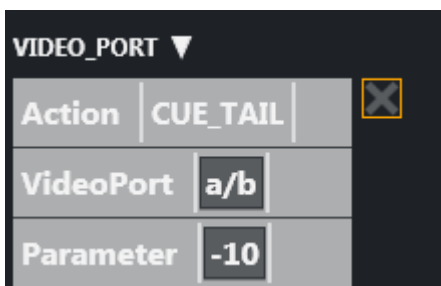 VIDEO_PORT ▼
Action CUE_TAIL
VideoPort a/b
Parameter -10